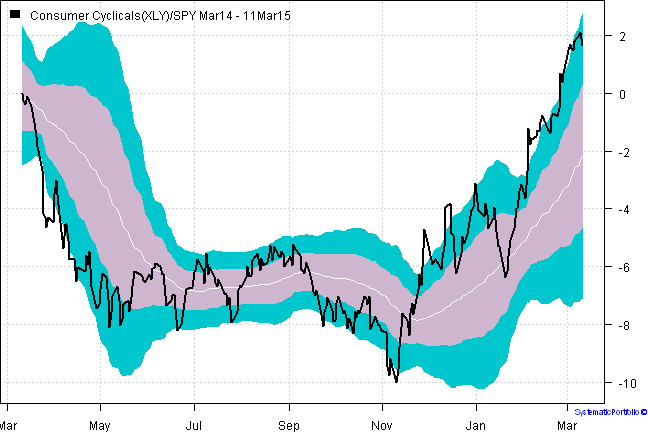 Consumer Cyclicals(XLY)/SPY Mar14 - 11Mar15
2
0
-2
-4
-6
-8
-10
Mar May Jul Sep Nov Jan Mar
SystematicPortfolio ©